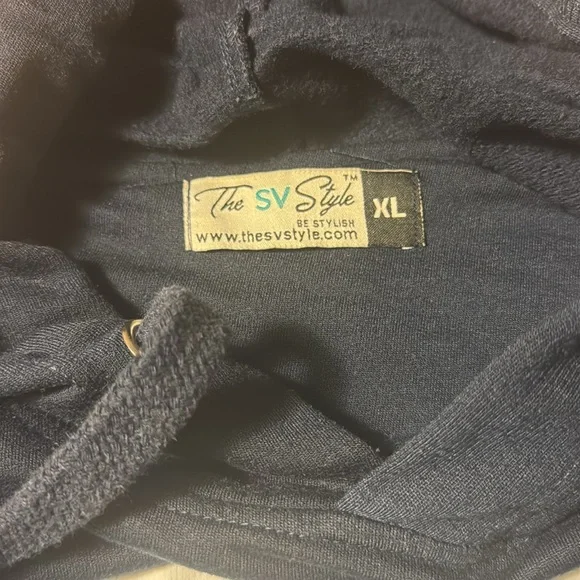 The SV Style™ XL
BE STYLISH
www.thesvstyle.com